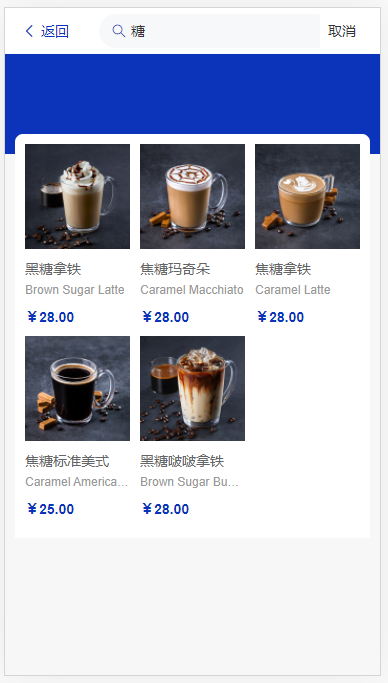 返回
糖
取消
黑糖拿铁
Brown Sugar Latte
￥28.00
焦糖玛奇朵
Caramel Macchiato
￥28.00
焦糖拿铁
Caramel Latte
￥28.00
焦糖标准美式
Caramel America...
￥25.00
黑糖啵啵拿铁
Brown Sugar Bu...
￥28.00